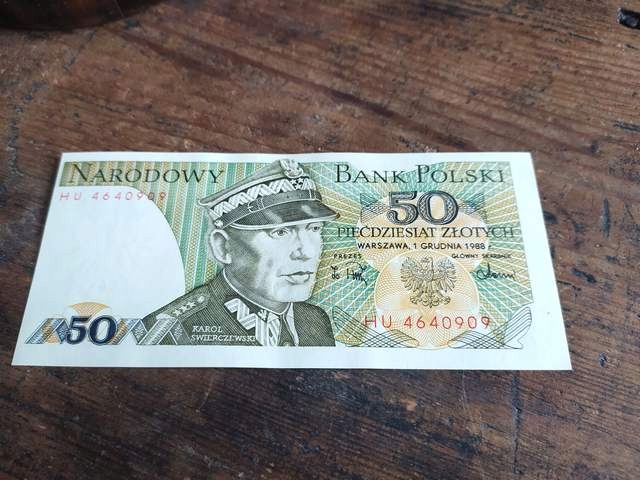 NARODOWY BANK POLSKI
HU 4640909
50
PIĘĆDZIESIĄT ZŁOTYCH
WARSZAWA, 1 GRUDNIA 1988 r.
PREZES GŁÓWNY SKARBNIK
HU 4640909
50
KAROL
ŚWIERCZEWSKI